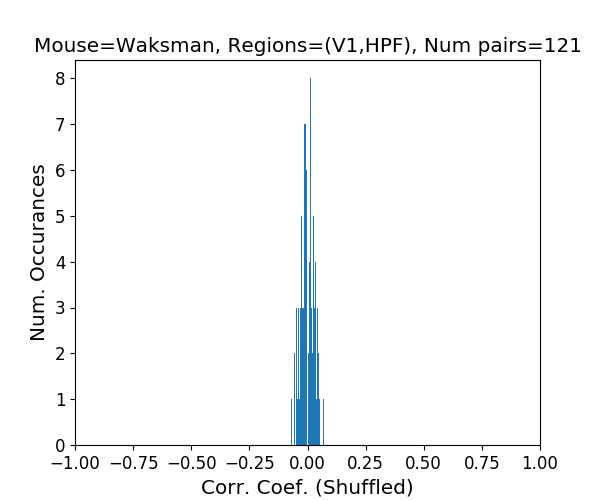 Mouse=Waksman, Regions=(V1,HPF), Num pairs=121
Num. Occurances
8
7
6
5
4
3
2
1
0
−1.00 −0.75 −0.50 −0.25 0.00 0.25 0.50 0.75 1.00
Corr. Coef. (Shuffled)